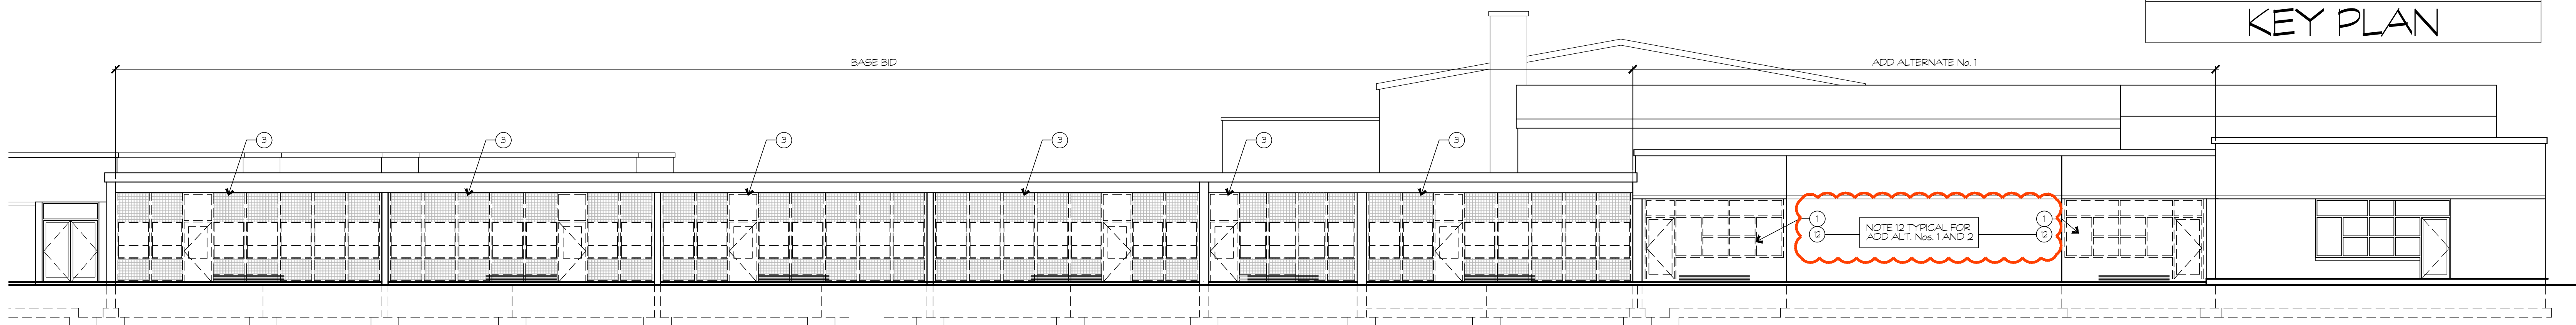 KEY PLAN
BASE BID
ADD ALTERNATE No. 1
3
3
3
3
3
3
1
12
NOTE 12 TYPICAL FOR
ADD ALT. Nos. 1 AND 2
1
12